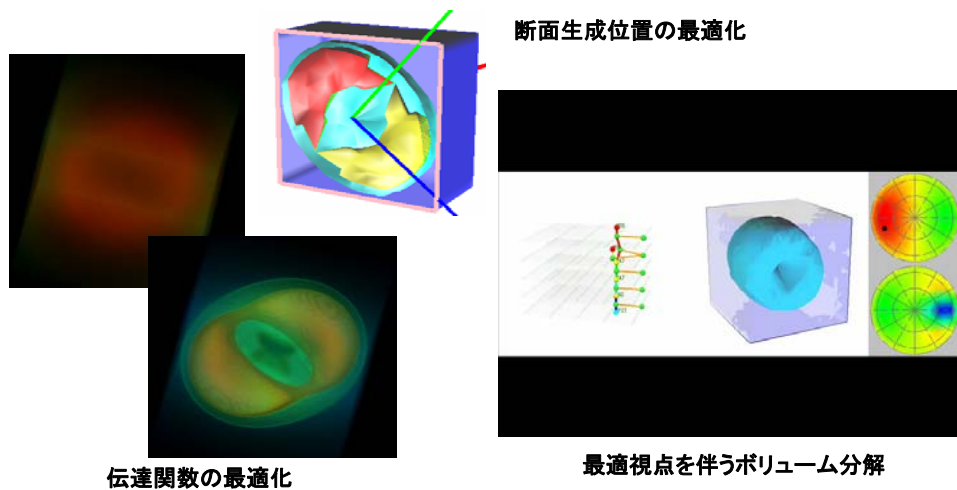 断面生成位置の最適化
伝達関数の最適化
最適視点を伴うボリューム分解